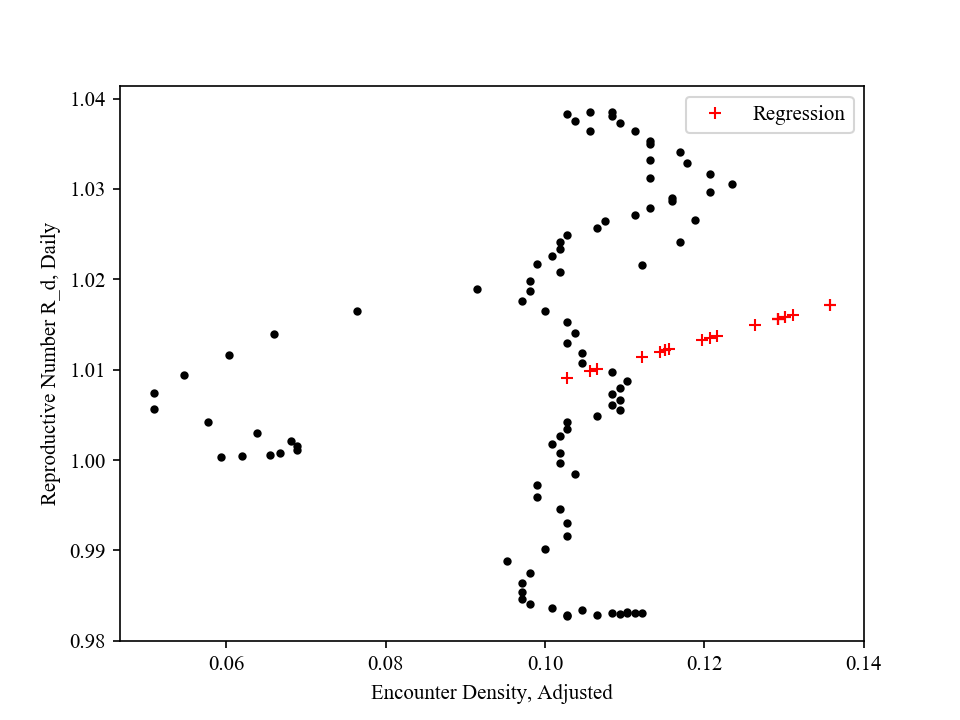 1.04
1.03
1.02
1.01
1.00
0.99
0.98
Reproductive Number R_d, Daily
Regression
0.06 0.08 0.10 0.12 0.14
Encounter Density, Adjusted